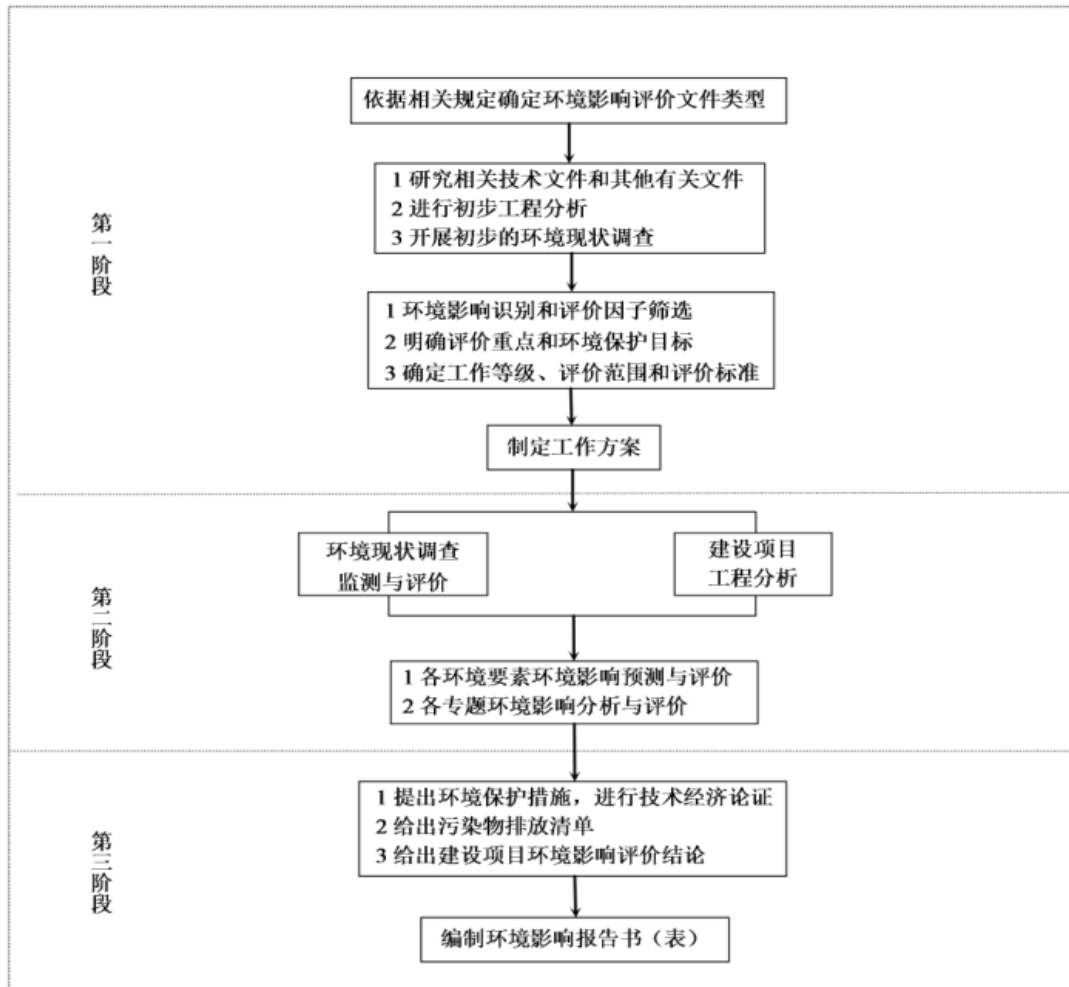 依据相关规定确定环境影响评价文件类型
第一阶段
1 研究相关技术文件和其他有关文件
2 进行初步工程分析
3 开展初步的环境现状调查
1 环境影响识别和评价因子筛选
2 明确评价重点和环境保护目标
3 确定工作等级、评价范围和评价标准
制定工作方案
第二阶段
环境现状调查
监测与评价
建设项目
工程分析
1 各环境要素环境影响预测与评价
2 各专题环境影响分析与评价
第三阶段
1 提出环境保护措施，进行技术经济论证
2 给出污染物排放清单
3 给出建设项目环境影响评价结论
编制环境影响报告书（表）